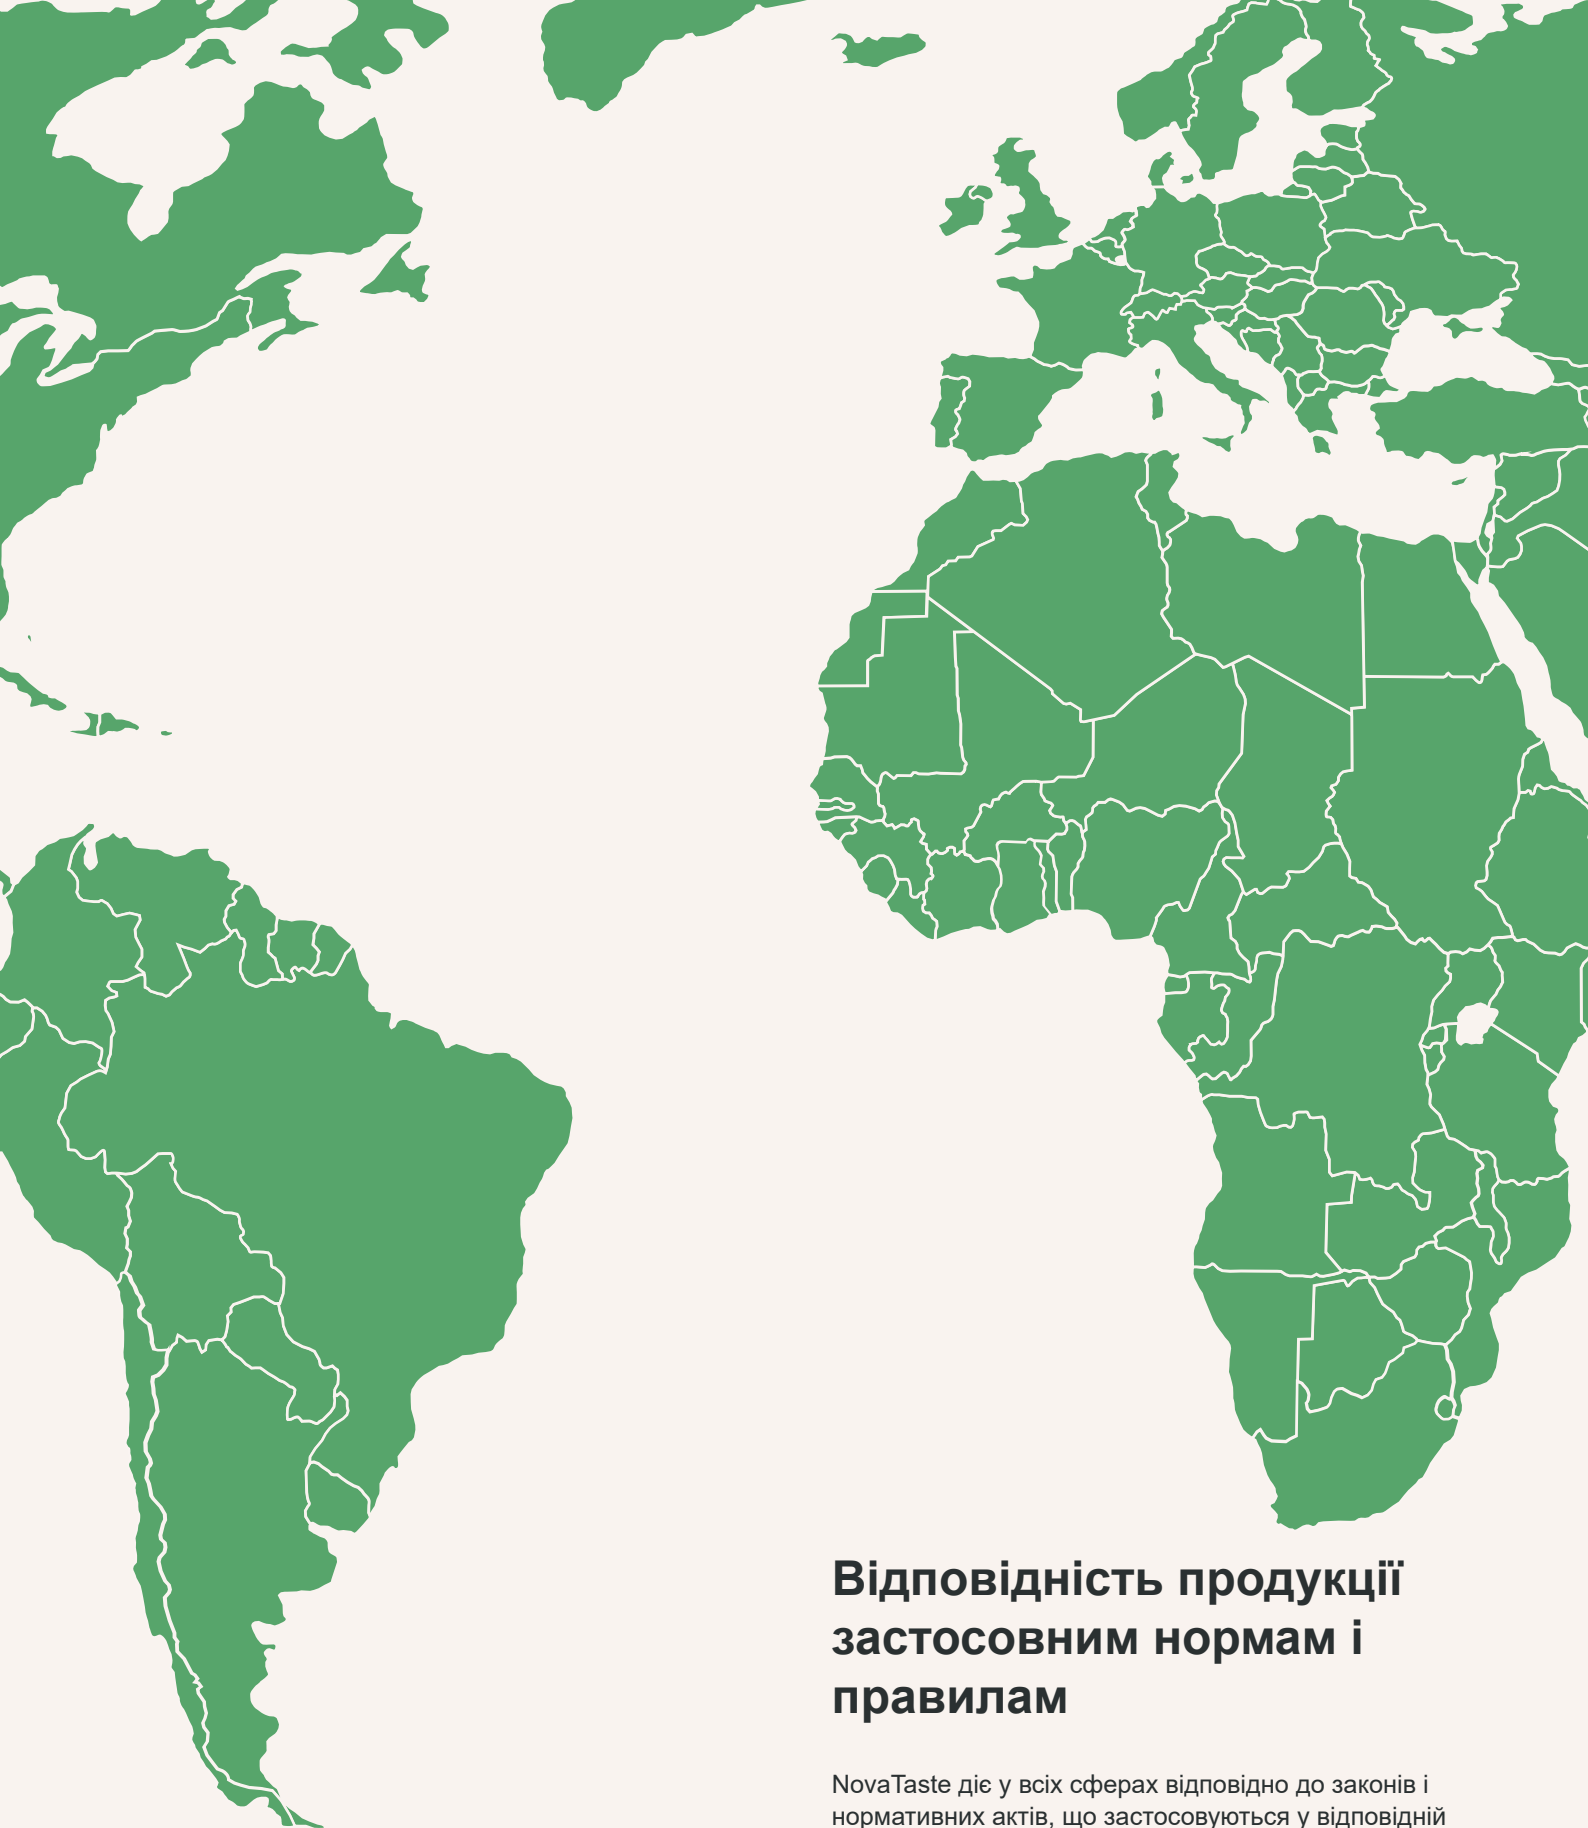 Відповідність продукції
застосовним нормам і
правилам
NovaTaste діє у всіх сферах відповідно до законів і
нормативних актів, що застосовуються у відповідній